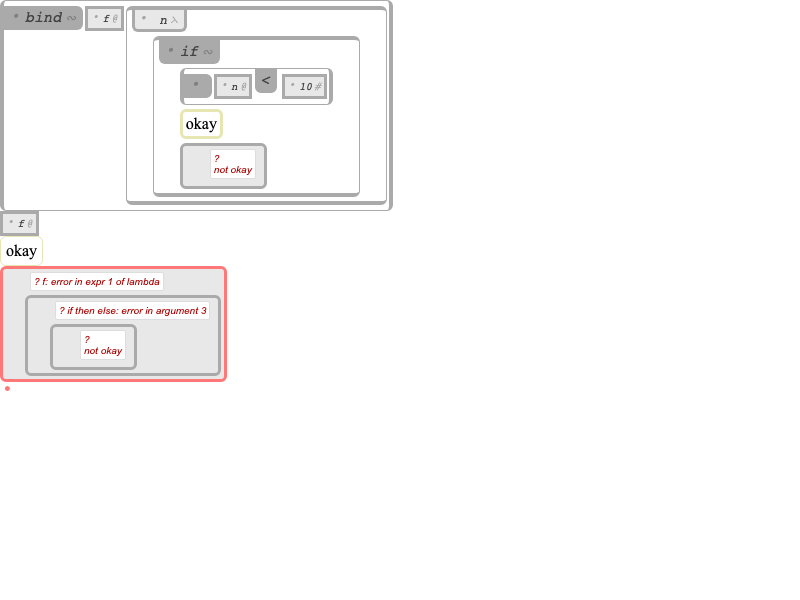 * bind ∾ * f @ * n ⋋
* if ∾
* * n @ < * 10 #
okay
?
not okay
* f @
okay
? f: error in expr 1 of lambda
? if then else: error in argument 3
?
not okay